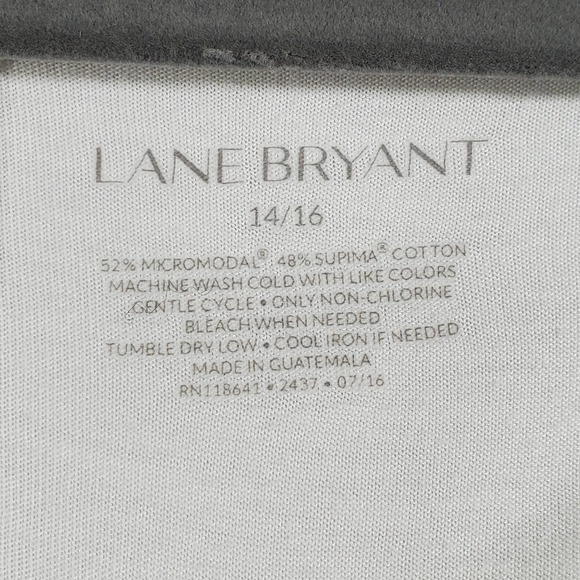 LANE BRYANT
14/16
52% MICROMODAL® 48% SUPIMA® COTTON
MACHINE WASH COLD WITH LIKE COLORS
GENTLE CYCLE • ONLY NON-CHLORINE
BLEACH WHEN NEEDED
TUMBLE DRY LOW • COOL IRON IF NEEDED
MADE IN GUATEMALA
RN118641 • 2437 • 07/16